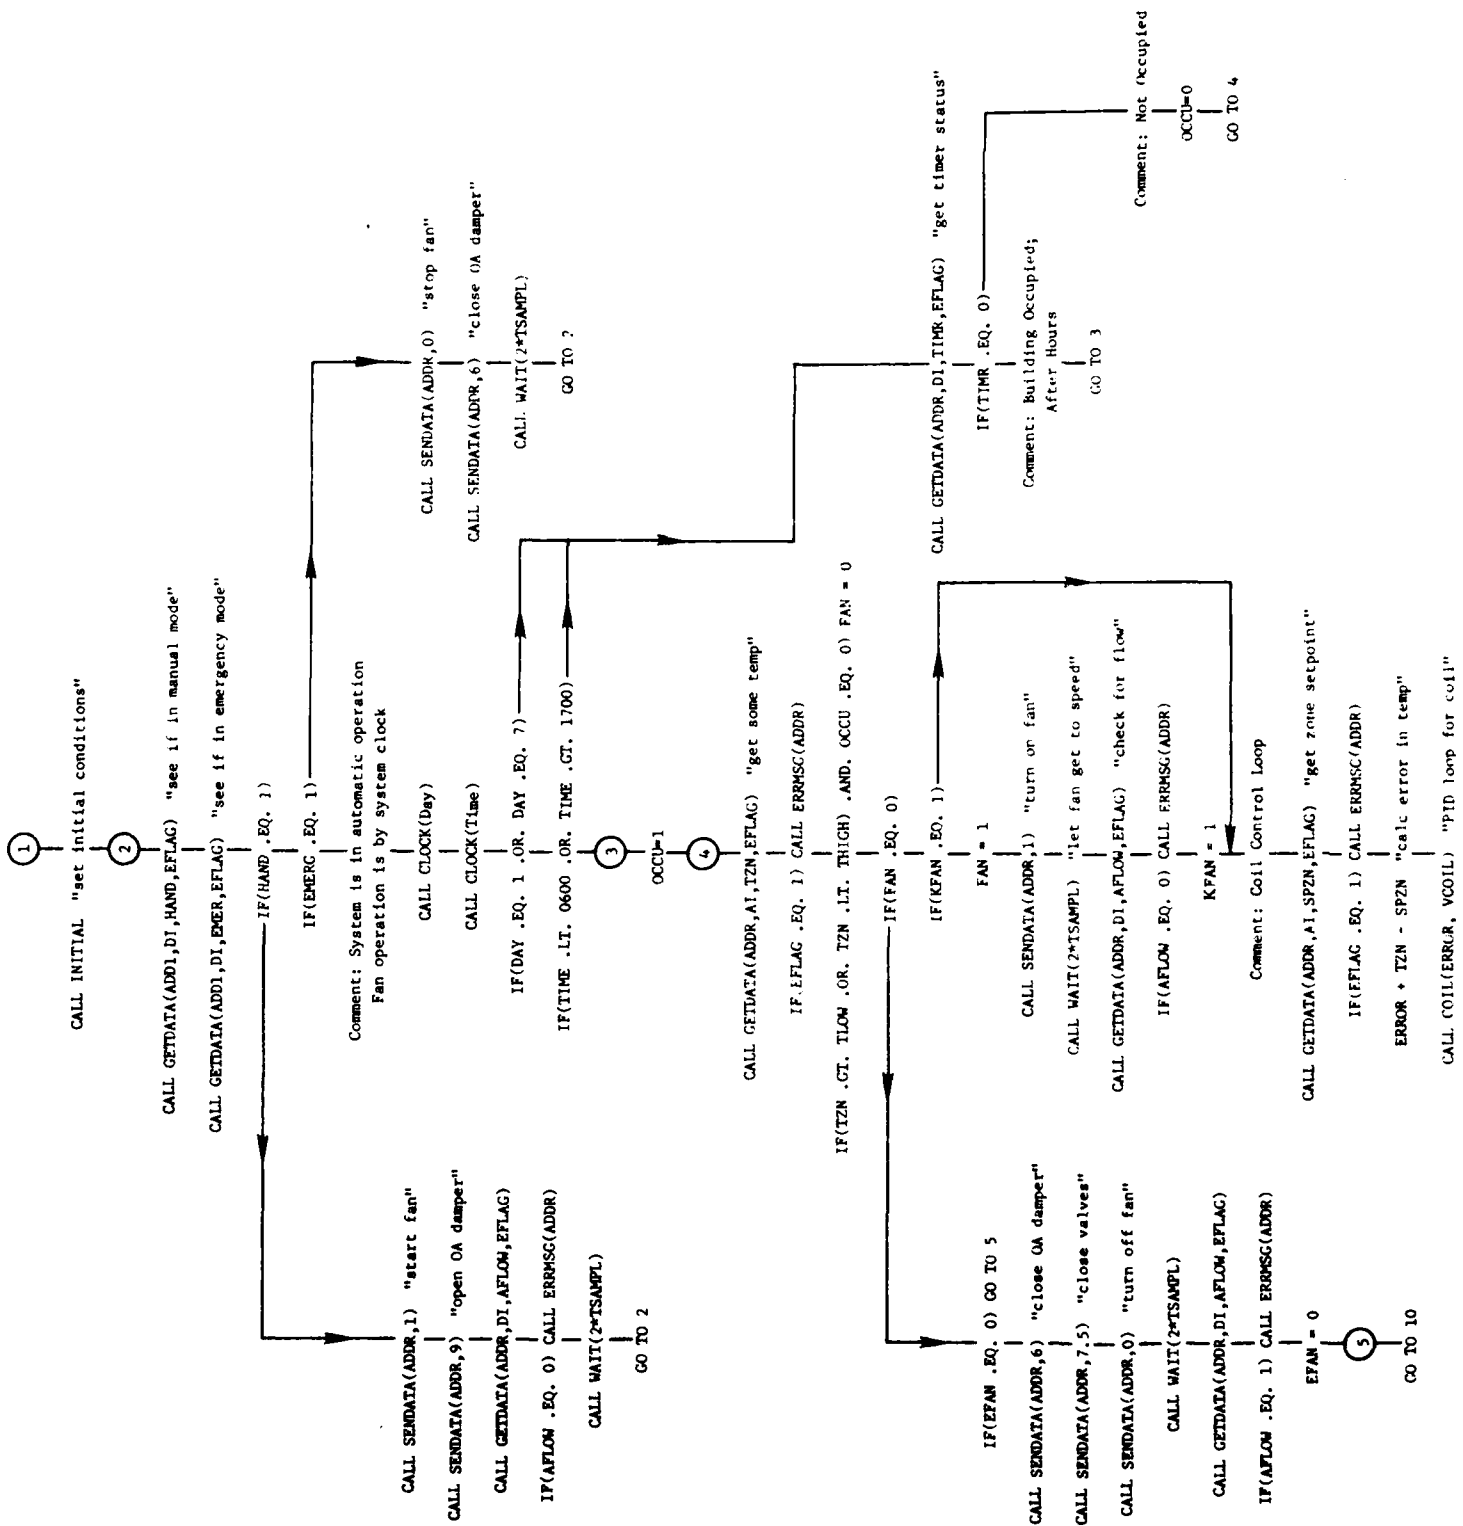 1
CALL INITIAL "set initial conditions"
2
CALL GETDATA(ADD1,DI,HAND,EFLAG) "see if in manual mode"
CALL GETDATA(ADD1,DI,EMER,EFLAG) "see if in emergency mode"
IF(HAND .EQ. 1)
IF(EMERG .EQ. 1)
Comment: System is in automatic operation
Fan operation is by system clock
CALL CLOCK(Day)
CALL CLOCK(Time)
IF(DAY .EQ. 1 .OR. DAY .EQ. 7)
IF(TIME .LT. 0600 .OR. TIME .GT. 1700)
3
OCCU=1
4
CALL GETDATA(ADDR,AI,TZN,EFLAG) "get some temp"
IF(EFLAG .EQ. 1) CALL ERRMSG(ADDR)
IF(TZN .GT. TLOW .OR. TZN .LT. THIGH) .AND. OCCU .EQ. 0) FAN = 0
IF(FAN .EQ. 0)
IF(KFAN .EQ. 1)
FAN = 1
CALL SENDATA(ADDR,1) "turn on fan"
CALL WAIT(2*TSAMPL) "let fan get to speed"
CALL GETDATA(ADDR,DI,AFLOW,EFLAG) "check for flow"
IF(AFLOW .EQ. 0) CALL ERRMSG(ADDR)
KFAN = 1
Comment: Coil Control Loop
CALL GETDATA(ADDR,AI,SPZN,EFLAG) "get zone setpoint"
IF(EFLAG .EQ. 1) CALL ERRMSG(ADDR)
ERROR + TZN - SPZN "calc error in temp"
CALL COIL(ERROR, VCOIL) "PID loop for coil"
CALL SENDATA(ADDR,1) "start fan"
CALL SENDATA(ADDR,9) "open OA damper"
CALL GETDATA(ADDR,DI,AFLOW,EFLAG)
IF(AFLOW .EQ. 0) CALL ERRMSG(ADDR)
CALL WAIT(2*TSAMPL)
GO TO 2
CALL SENDATA(ADDR,0) "stop fan"
CALL SENDATA(ADDR,6) "close OA damper"
CALL WAIT(2*TSAMPL)
GO TO 2
CALL GETDATA(ADDR,DI,TIMR,EFLAG) "get timer status"
IF(TIMR .EQ. 0)
Comment: Building Occupied;
After Hours
GO TO 3
Comment: Not Occupied
OCCU=0
GO TO 4
IF(EFAN .EQ. 0) GO TO 5
CALL SENDATA(ADDR,6) "close OA damper"
CALL SENDATA(ADDR,7.5) "close valves"
CALL SENDATA(ADDR,0) "turn off fan"
CALL WAIT(2*TSAMPL)
CALL GETDATA(ADDR,DI,AFLOW,EFLAG)
IF(AFLOW .EQ. 1) CALL ERRMSG(ADDR)
EFAN = 0
5
GO TO 10